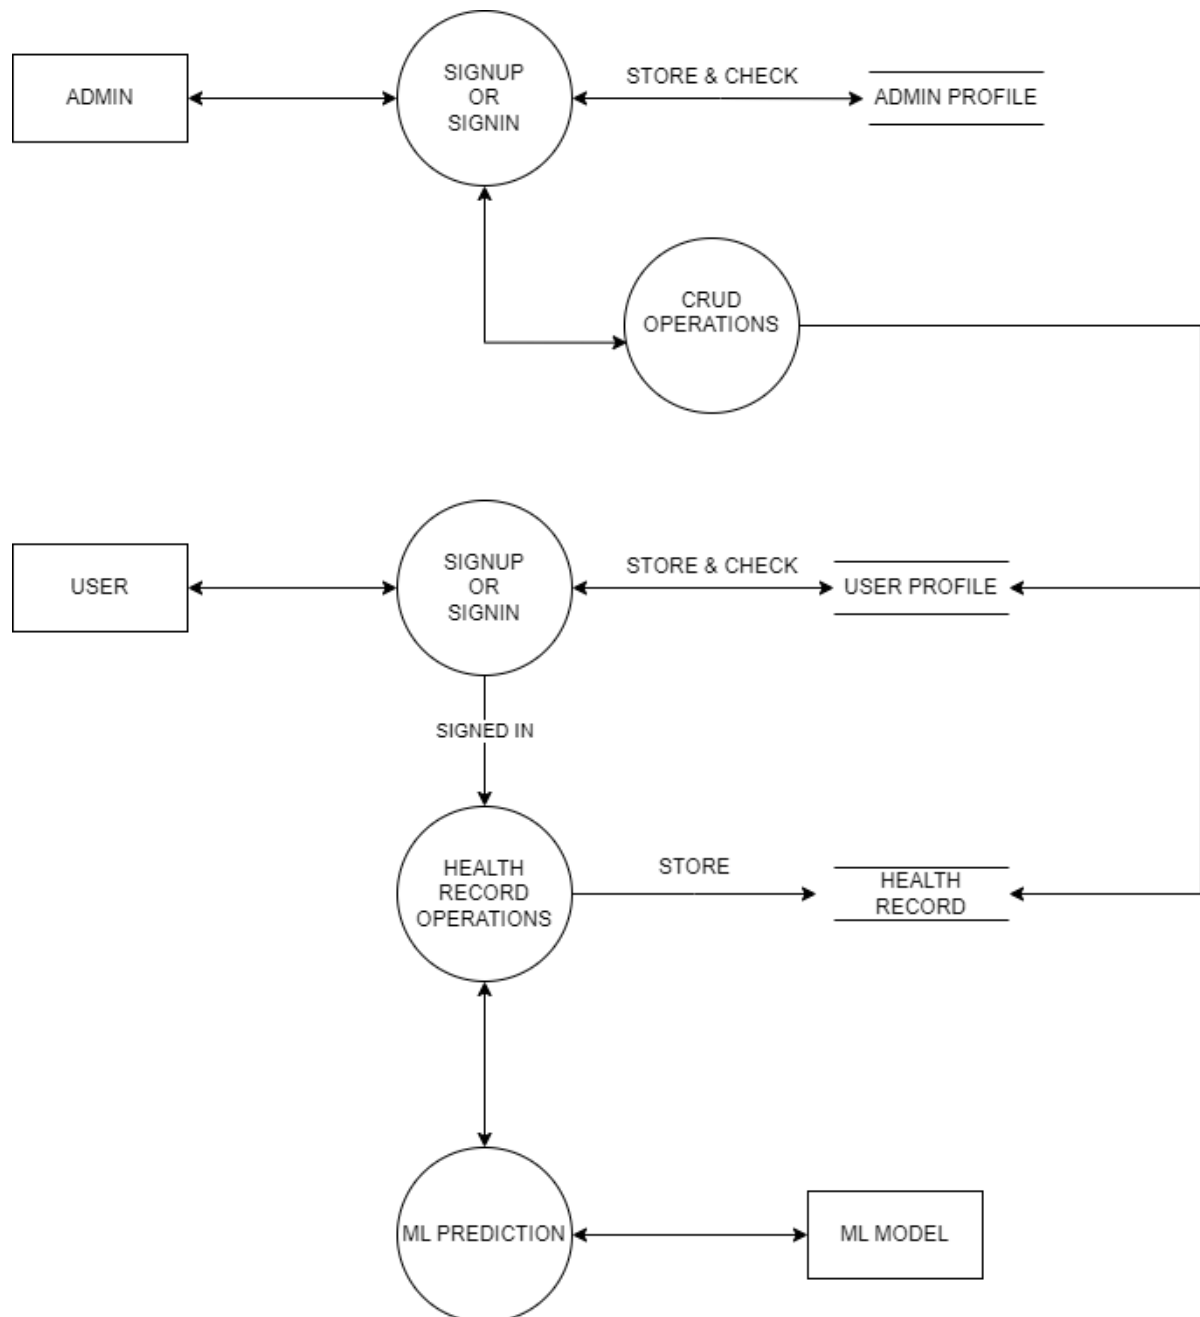 ADMIN
SIGNUP
OR
SIGNIN
STORE & CHECK
ADMIN PROFILE
CRUD
OPERATIONS
USER
SIGNUP
OR
SIGNIN
STORE & CHECK
USER PROFILE
SIGNED IN
HEALTH
RECORD
OPERATIONS
STORE
HEALTH
RECORD
ML PREDICTION
ML MODEL